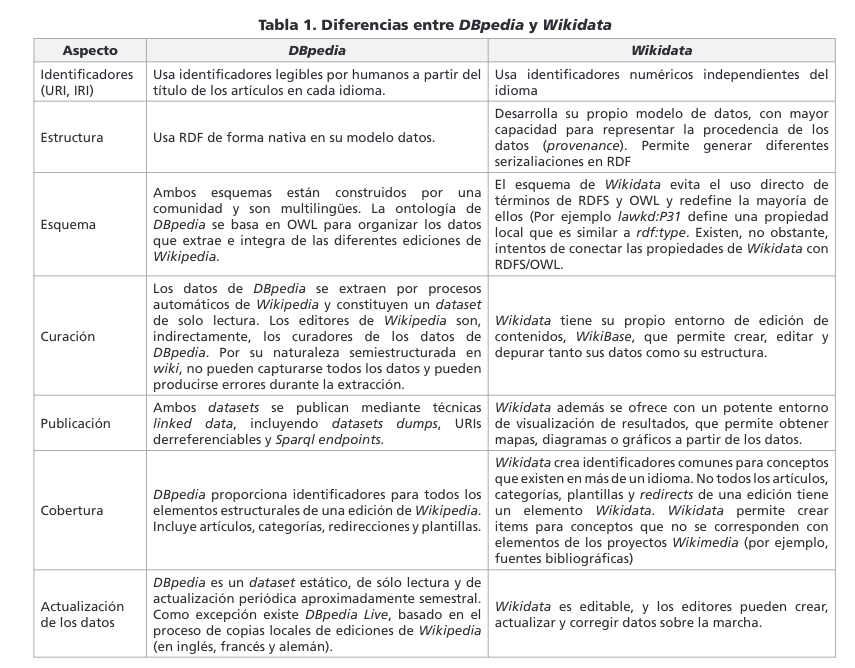 Tabla 1. Diferencias entre DBpedia y Wikidata
Aspecto
DBpedia
Wikidata
Identificadores
(URI, IRI)
Usa identificadores legibles por humanos a partir del
título de los artículos en cada idioma.
Usa identificadores numéricos independientes del
idioma
Estructura
Usa RDF de forma nativa en su modelo datos.
Desarrolla su propio modelo de datos, con mayor
capacidad para representar la procedencia de los
datos (provenance). Permite generar diferentes
serizaliaciones en RDF
Esquema
Ambos esquemas están construidos por una
comunidad y son multilingües. La ontología de
DBpedia se basa en OWL para organizar los datos
que extrae e integra de las diferentes ediciones de
Wikipedia.
El esquema de Wikidata evita el uso directo de
términos de RDFS y OWL y redefine la mayoría de
ellos (Por ejemplo lawkd:P31 define una propiedad
local que es similar a rdf:type. Existen, no obstante,
intentos de conectar las propiedades de Wikidata con
RDFS/OWL.
Curación
Los datos de DBpedia se extraen por procesos
automáticos de Wikipedia y constituyen un dataset
de solo lectura. Los editores de Wikipedia son,
indirectamente, los curadores de los datos de
DBpedia. Por su naturaleza semiestructurada en
wiki, no pueden capturarse todos los datos y pueden
producirse errores durante la extracción.
Wikidata tiene su propio entorno de edición de
contenidos, WikiBase, que permite crear, editar y
depurar tanto sus datos como su estructura.
Publicación
Ambos datasets se publican mediante técnicas
linked data, incluyendo datasets dumps, URIs
derreferenciables y Sparql endpoints.
Wikidata además se ofrece con un potente entorno
de visualización de resultados, que permite obtener
mapas, diagramas o gráficos a partir de los datos.
Cobertura
DBpedia proporciona identificadores para todos los
elementos estructurales de una edición de Wikipedia.
Incluye artículos, categorías, redirecciones y plantillas.
Wikidata crea identificadores comunes para conceptos
que existen en más de un idioma. No todos los artículos,
categorías, plantillas y redirects de una edición tiene
un elemento Wikidata. Wikidata permite crear
items para conceptos que no se corresponden con
elementos de los proyectos Wikimedia (por ejemplo,
fuentes bibliográficas)
Actualización
de los datos
DBpedia es un dataset estático, de sólo lectura y de
actualización periódica aproximadamente semestral.
Como excepción existe DBpedia Live, basado en el
proceso de copias locales de ediciones de Wikipedia
(en inglés, francés y alemán).
Wikidata es editable, y los editores pueden crear,
actualizar y corregir datos sobre la marcha.